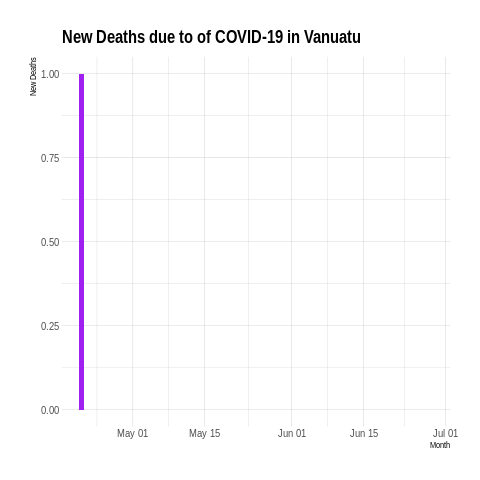 New Deaths due to of COVID-19 in Vanuatu
New Deaths
1.00
0.75
0.50
0.25
0.00
May 01
May 15
Jun 01
Jun 15
Jul 01
Month